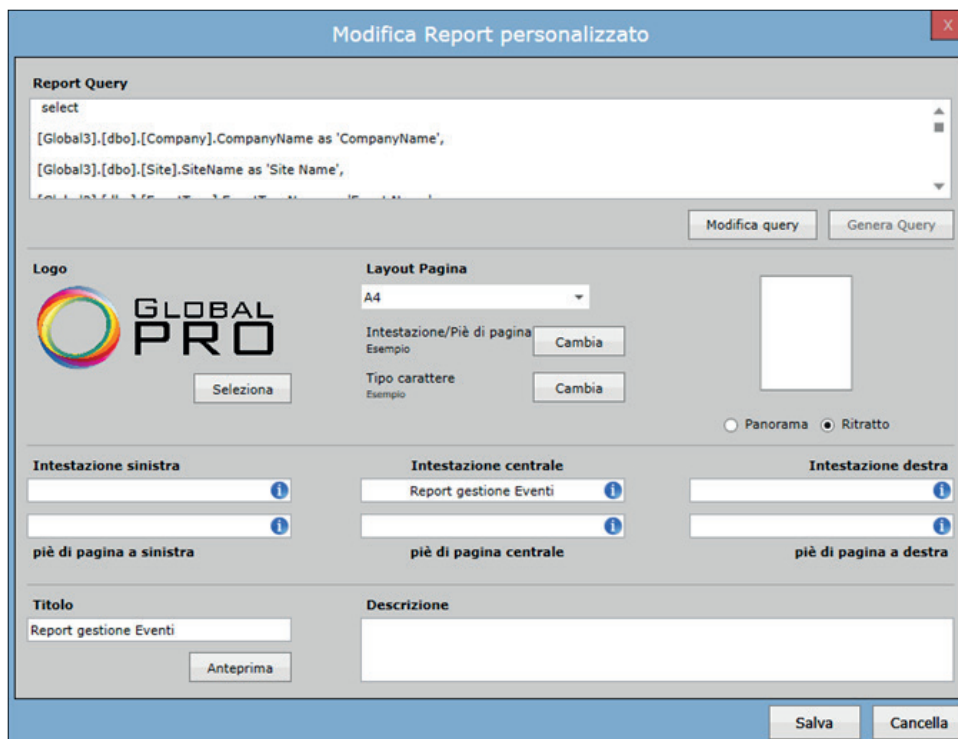 Modifica Report personalizzato
X
Report Query
select
[Global3].[dbo].[Company].CompanyName as 'CompanyName',
[Global3].[dbo].[Site].SiteName as 'Site Name',
Modifica query
Genera Query
Logo
Layout Pagina
GLOBAL
PRO
A4
Intestazione/Piè di pagina
Esempio
Cambia
Seleziona
Tipo carattere
Esempio
Cambia
Panorama
Ritratto
Intestazione sinistra
Intestazione centrale
Intestazione destra
Report gestione Eventi
piè di pagina a sinistra
piè di pagina centrale
piè di pagina a destra
Titolo
Descrizione
Report gestione Eventi
Anteprima
Salva
Cancella